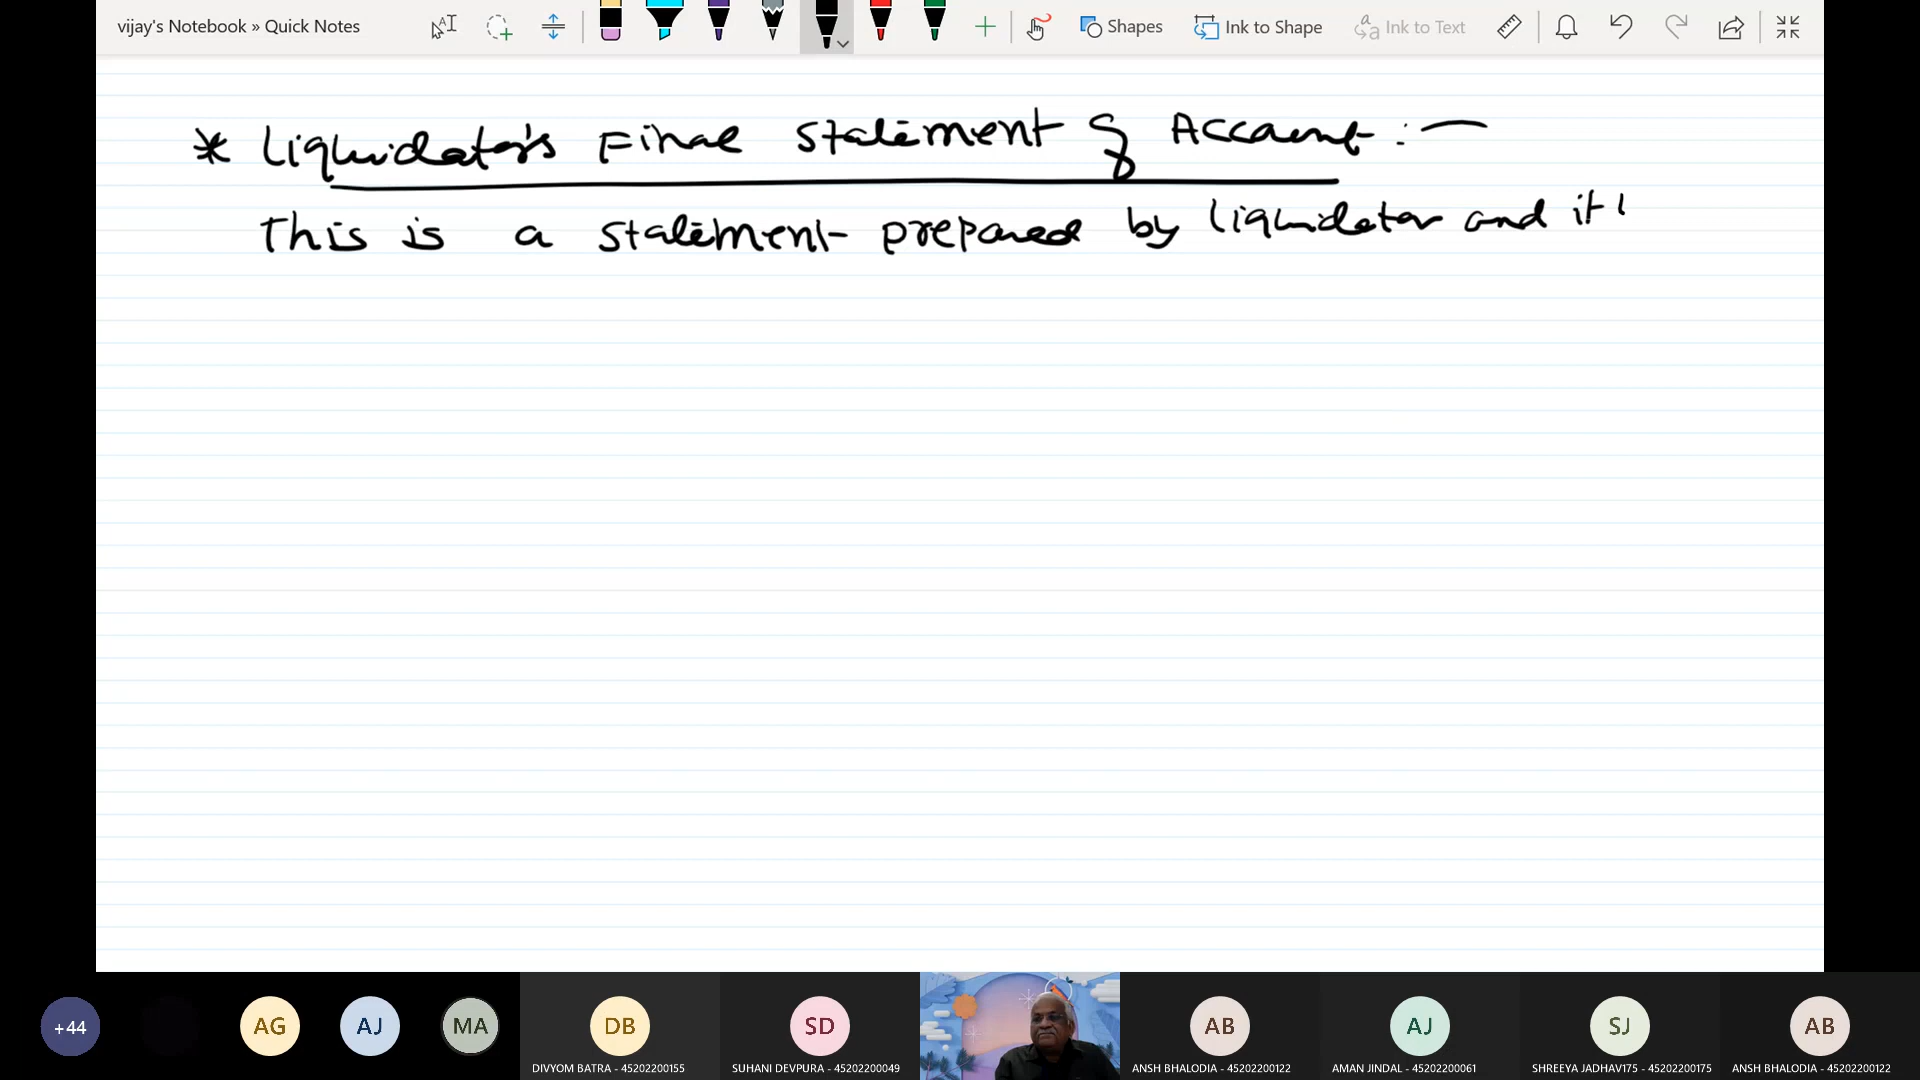 vijay's Notebook » Quick Notes
Shapes
Ink to Shape
Ink to Text
* Liquidator's Final Statement of Account :—
This is a statement prepared by liquidator and it
+44
AG
AJ
MA
DB
SD
AB
AJ
SJ
AB
DIVYOM BATRA - 45202200155
SUHANI DEVPURA - 45202200049
ANSH BHALODIA - 45202200122
AMAN JINDAL - 45202200061
SHREEYA JADHAV175 - 45202200175
ANSH BHALODIA - 45202200122